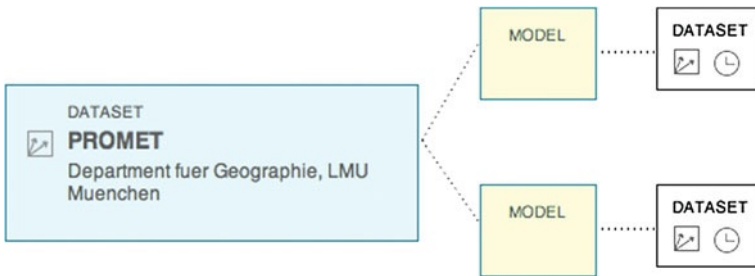 MODEL
DATASET
DATASET
PROMET
Department fuer Geographie, LMU
Muenchen
MODEL
DATASET